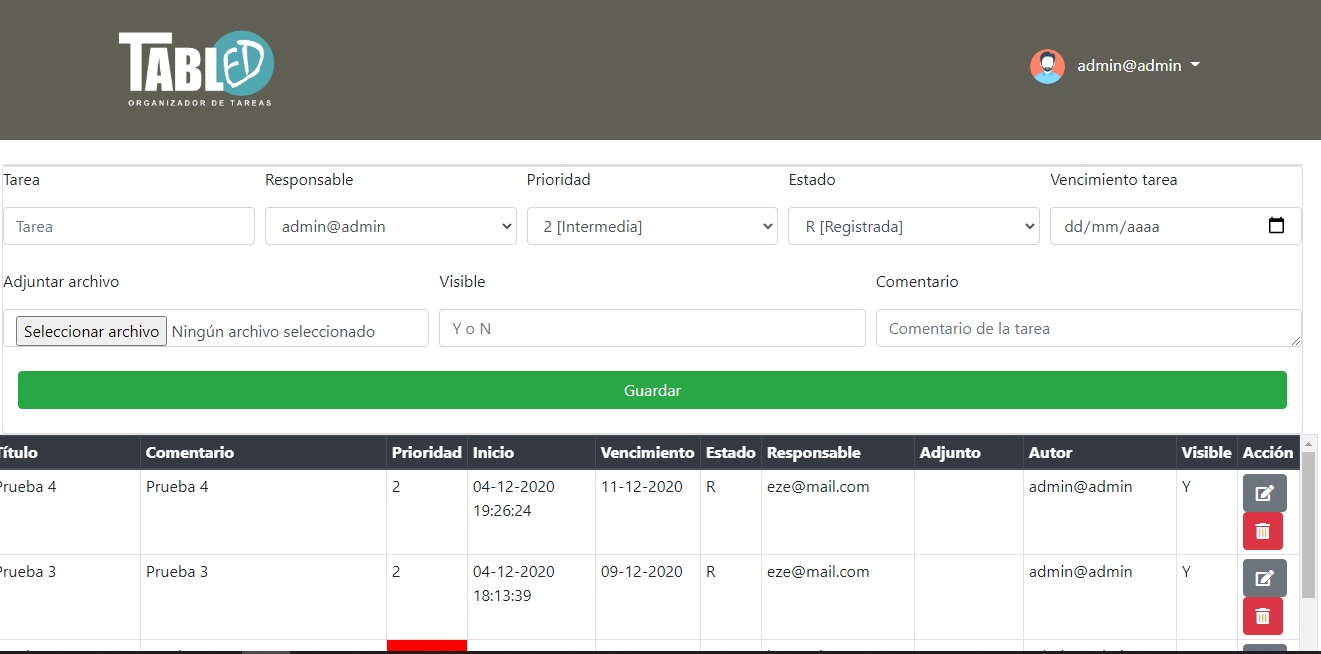 TABLED
ORGANIZADOR DE TAREAS
admin@admin
Tarea Responsable Prioridad Estado Vencimiento tarea
Tarea admin@admin 2 [Intermedia] R [Registrada] dd/mm/aaaa
Adjuntar archivo Visible Comentario
Seleccionar archivo Ningún archivo seleccionado Y o N Comentario de la tarea
Guardar
Título Comentario Prioridad Inicio Vencimiento Estado Responsable Adjunto Autor Visible Acción
Prueba 4 Prueba 4 2 04-12-2020 11-12-2020 R eze@mail.com admin@admin Y
19:26:24
Prueba 3 Prueba 3 2 04-12-2020 09-12-2020 R eze@mail.com admin@admin Y
18:13:39